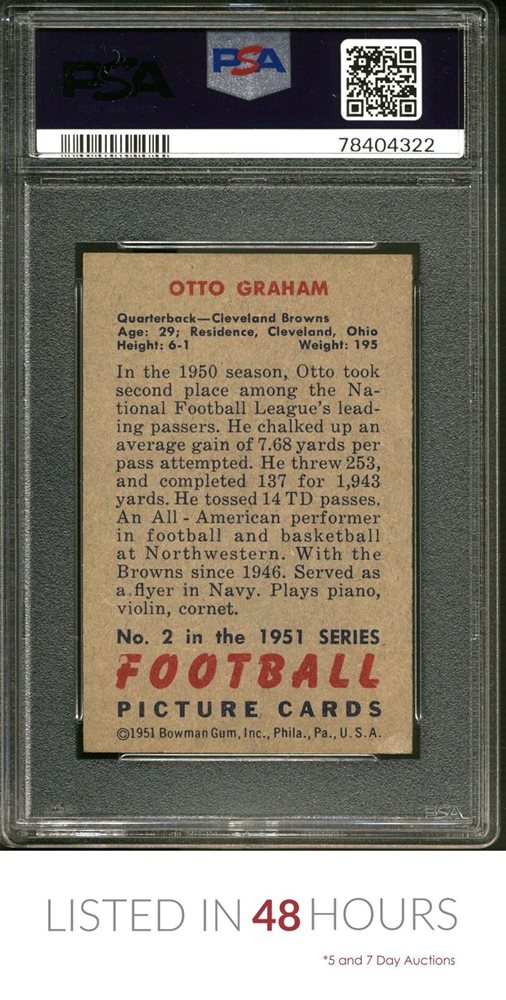 PSA
PSA
78404322
OTTO GRAHAM
Quarterback—Cleveland Browns
Age: 29; Residence, Cleveland, Ohio
Height: 6-1 Weight: 195
In the 1950 season, Otto took
second place among the Na-
tional Football League's lead-
ing passers. He chalked up an
average gain of 7.68 yards per
pass attempted. He threw 253,
and completed 137 for 1,943
yards. He tossed 14 TD passes.
An All - American performer
in football and basketball
at Northwestern. With the
Browns since 1946. Served as
a flyer in Navy. Plays piano,
violin, cornet.
No. 2 in the 1951 SERIES
FOOTBALL
PICTURE CARDS
©1951 Bowman Gum, Inc., Phila., Pa., U. S. A.
PSA
LISTED IN 48 HOURS
*5 and 7 Day Auctions